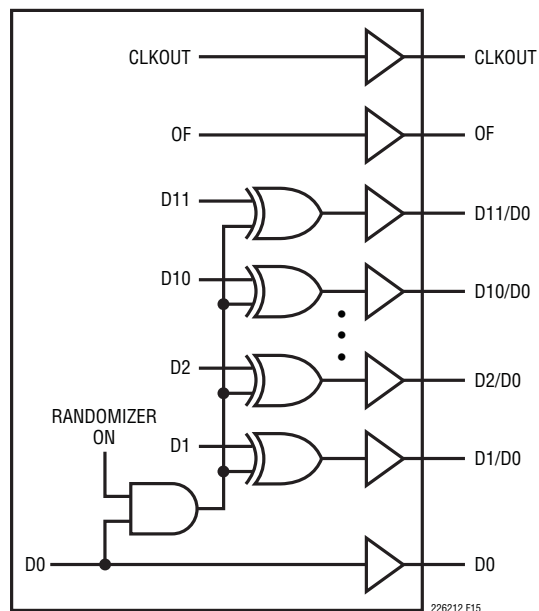 CLKOUT CLKOUT
OF OF
D11 D11/D0
D10 D10/D0
D2 D2/D0
RANDOMIZER
ON
D1 D1/D0
D0 D0
226212 F15